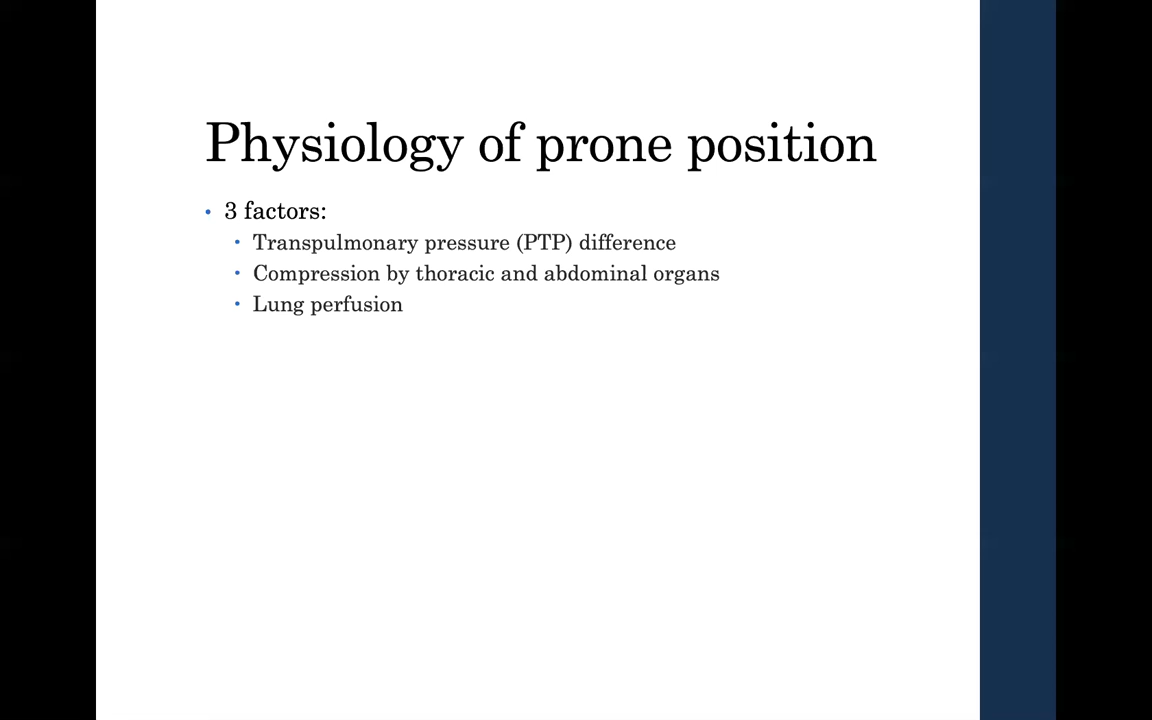 Physiology of prone position
• 3 factors:
• Transpulmonary pressure (PTP) difference
• Compression by thoracic and abdominal organs
• Lung perfusion